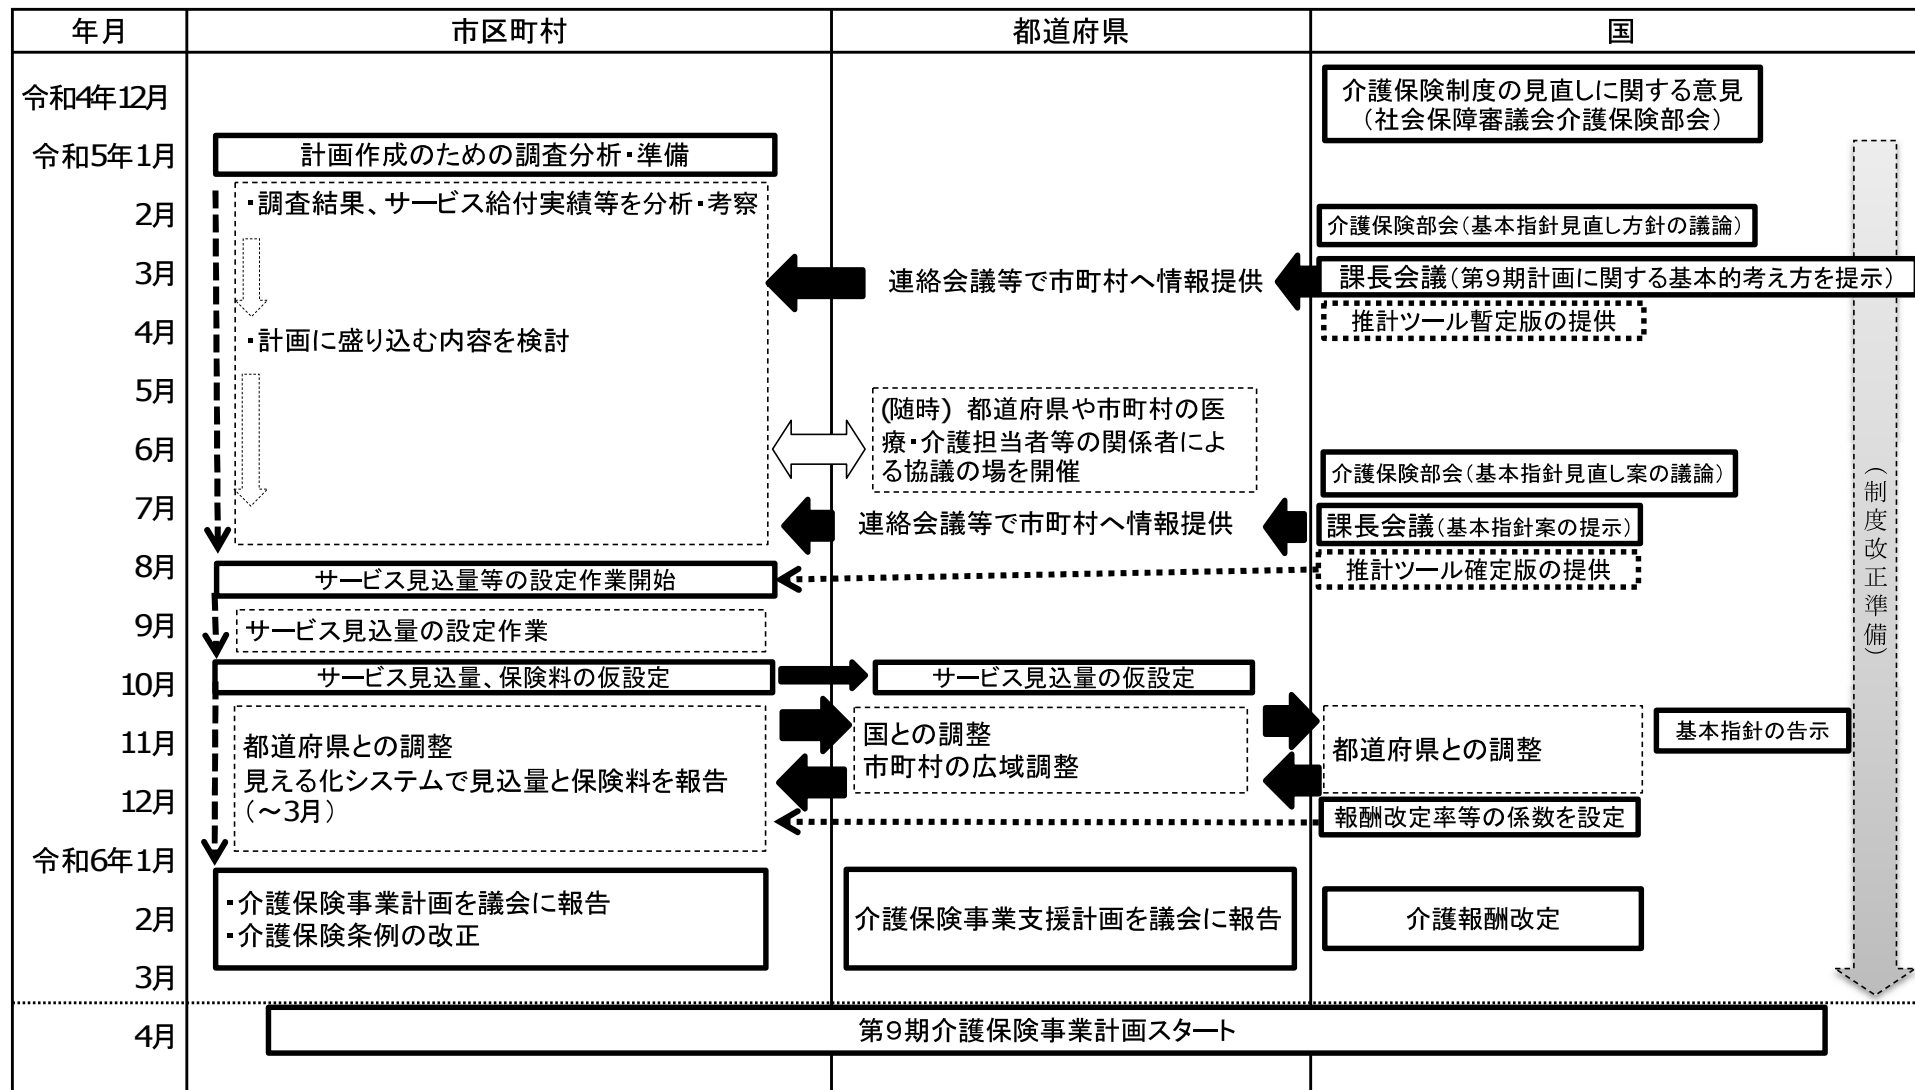 年月
市区町村
都道府県
国
令和4年12月
介護保険制度の見直しに関する意見
（社会保障審議会介護保険部会）
令和5年1月
計画作成のための調査分析・準備
・調査結果、サービス給付実績等を分析・考察
2月
介護保険部会（基本指針見直し方針の議論）
3月
連絡会議等で市町村へ情報提供
課長会議（第9期計画に関する基本的考え方を提示）
4月
・計画に盛り込む内容を検討
推計ツール暫定版の提供
5月
(随時) 都道府県や市町村の医
療・介護担当者等の関係者によ
る協議の場を開催
6月
介護保険部会（基本指針見直し案の議論）
7月
連絡会議等で市町村へ情報提供
課長会議（基本指針案の提示）
8月
サービス見込量等の設定作業開始
推計ツール確定版の提供
9月
サービス見込量の設定作業
10月
サービス見込量、保険料の仮設定
サービス見込量の仮設定
11月
都道府県との調整
見える化システムで見込量と保険料を報告
（～3月）
国との調整
市町村の広域調整
都道府県との調整
基本指針の告示
12月
報酬改定率等の係数を設定
令和6年1月
・介護保険事業計画を議会に報告
・介護保険条例の改正
2月
介護保険事業支援計画を議会に報告
介護報酬改定
3月
（制度改正準備）
4月
第9期介護保険事業計画スタート